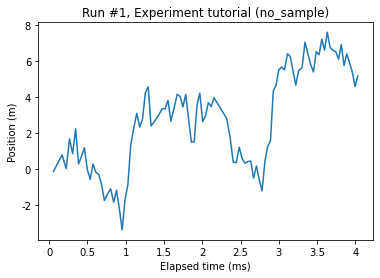 Run #1, Experiment tutorial (no_sample)
8
6
4
2
0
-2
Position (m)
0 0.5 1 1.5 2 2.5 3 3.5 4
Elapsed time (ms)